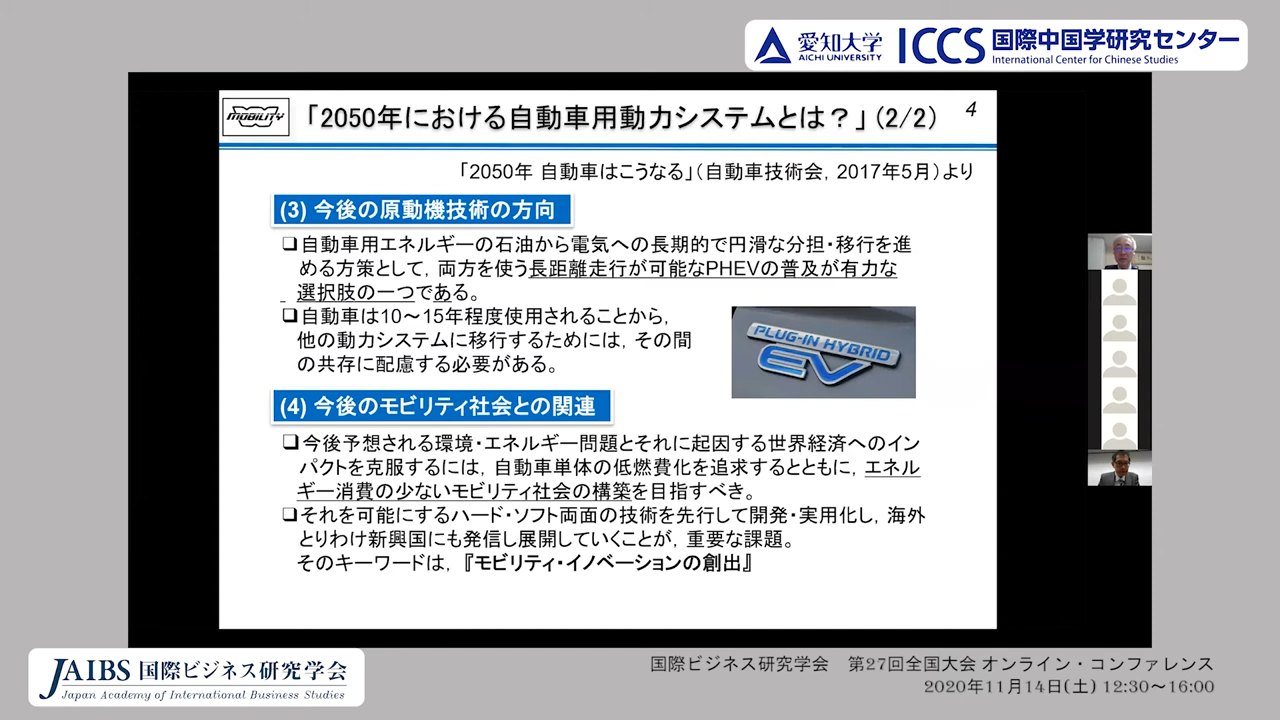 愛知大学
AICHI UNIVERSITY
ICCS 国際中国学研究センター
International Center for Chinese Studies
MOBILITY
「2050年における自動車用動力システムとは？」(2/2)
4
「2050年 自動車はこうなる」(自動車技術会, 2017年5月)より
(3) 今後の原動機技術の方向
❑自動車用エネルギーの石油から電気への長期的で円滑な分担・移行を進
める方策として, 両方を使う長距離走行が可能なPHEVの普及が有力な
選択肢の一つである。
❑自動車は10～15年程度使用されることから,
他の動力システムに移行するためには, その間
の共存に配慮する必要がある。
PLUG-IN HYBRID
EV
(4) 今後のモビリティ社会との関連
❑今後予想される環境・エネルギー問題とそれに起因する世界経済へのイン
パクトを克服するには, 自動車単体の低燃費化を追求するとともに, エネル
ギー消費の少ないモビリティ社会の構築を目指すべき。
❑それを可能にするハード・ソフト両面の技術を先行して開発・実用化し, 海外
とりわけ新興国にも発信し展開していくことが, 重要な課題。
そのキーワードは, 『モビリティ・イノベーションの創出』
JAIBS 国際ビジネス研究学会
Japan Academy of International Business Studies
国際ビジネス研究学会 第27回全国大会 オンライン・コンファレンス
2020年11月14日(土) 12:30～16:00